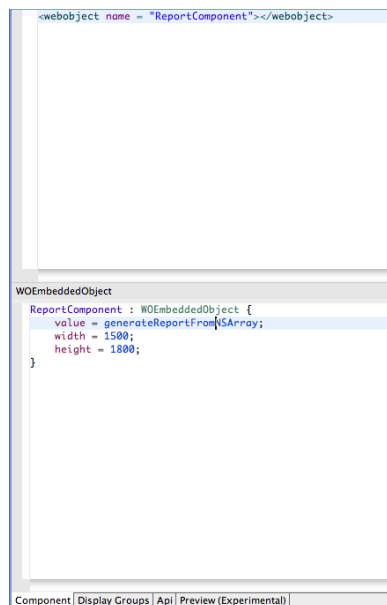 <webobject name = "ReportComponent"></webobject>
WOEmbeddedObject
ReportComponent : WOEmbeddedObject {
value = generateReportFromNSArray;
width = 1500;
height = 1800;
}
Component Display Groups Api Preview (Experimental)